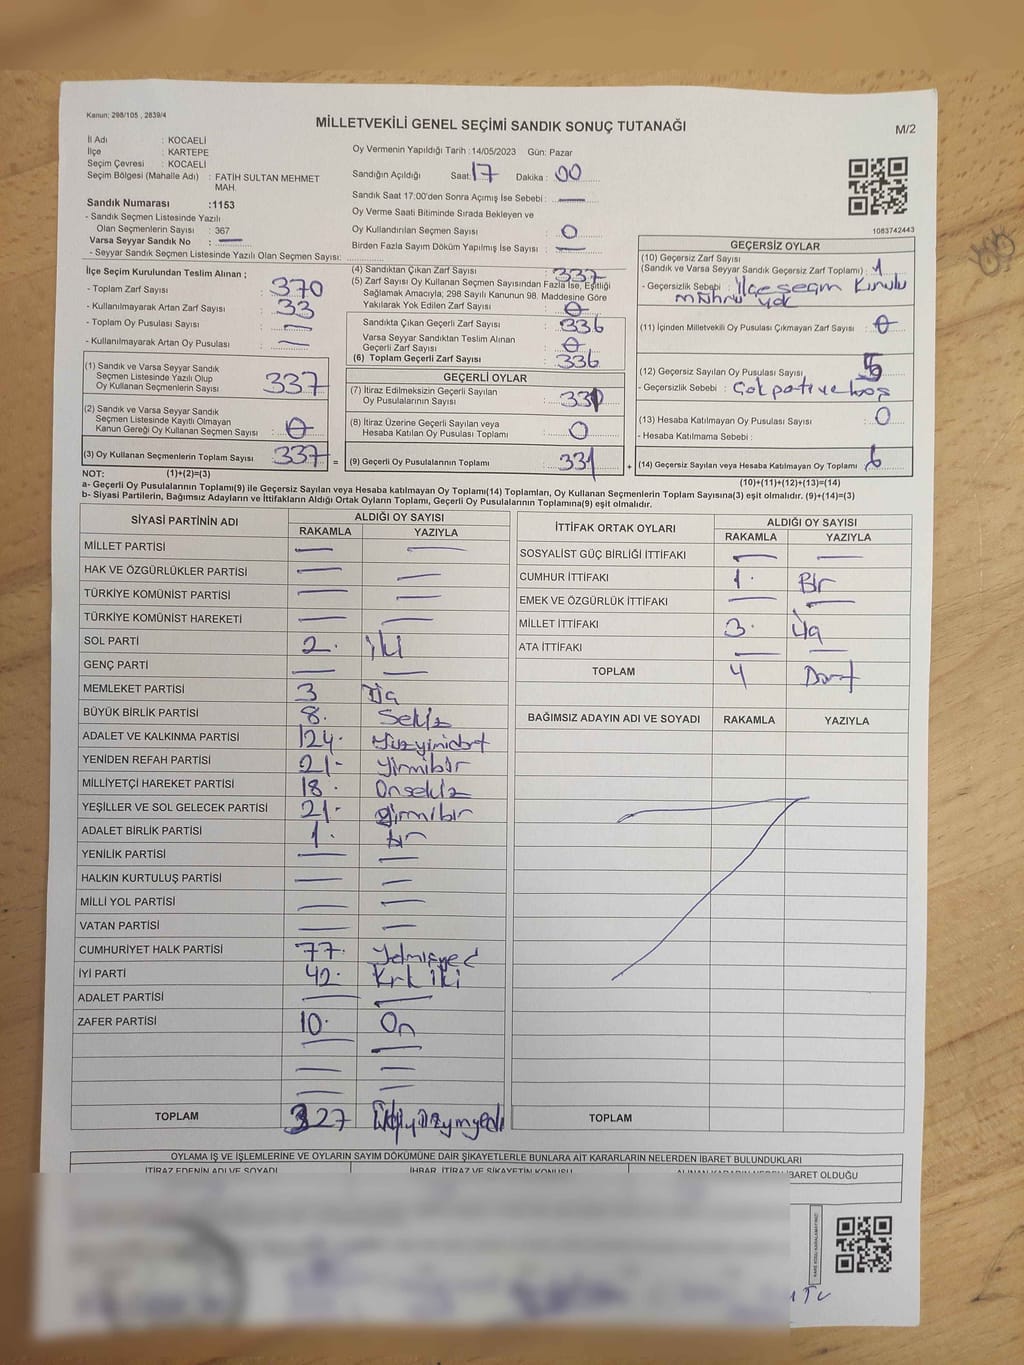 Kanun; 298/105 , 2839/4
MİLLETVEKİLİ GENEL SEÇİMİ SANDIK SONUÇ TUTANAĞI
M/2
İl Adı : KOCAELİ
İlçe : KARTEPE
Seçim Çevresi : KOCAELİ
Seçim Bölgesi (Mahalle Adı) : FATİH SULTAN MEHMET
MAH.
Sandık Numarası :1153
- Sandık Seçmen Listesinde Yazılı
Olan Seçmenlerin Sayısı : 367
Varsa Seyyar Sandık No : —
- Seyyar Sandık Seçmen Listesinde Yazılı Olan Seçmen Sayısı:
Oy Vermenin Yapıldığı Tarih :14/05/2023 Gün: Pazar
Sandığın Açıldığı Saat: 17 Dakika : 00
Sandık Saat 17:00'den Sonra Açımış İse Sebebi : —
Oy Verme Saati Bitiminde Sırada Bekleyen ve
Oy Kullandırılan Seçmen Sayısı : 0
Birden Fazla Sayım Döküm Yapılmış İse Sayısı : —
1083742443
İlçe Seçim Kurulundan Teslim Alınan ;
- Toplam Zarf Sayısı : 370
- Kullanılmayarak Artan Zarf Sayısı : 33
- Toplam Oy Pusulası Sayısı : —
- Kullanılmayarak Artan Oy Pusulası : —
(1) Sandık ve Varsa Seyyar Sandık
Seçmen Listesinde Yazılı Olup
Oy Kullanan Seçmenlerin Sayısı : 337
(2) Sandık ve Varsa Seyyar Sandık
Seçmen Listesinde Kayıtlı Olmayan
Kanun Gereği Oy Kullanan Seçmen Sayısı : 0
(3) Oy Kullanan Seçmenlerin Toplam Sayısı : 337 =
(4) Sandıktan Çıkan Zarf Sayısı : 337
(5) Zarf Sayısı Oy Kullanan Seçmen Sayısından Fazla İse, Eşitliği
Sağlamak Amacıyla; 298 Sayılı Kanunun 98. Maddesine Göre
Yakılarak Yok Edilen Zarf Sayısı : 0
Sandıkta Çıkan Geçerli Zarf Sayısı : 336
Varsa Seyyar Sandıktan Teslim Alınan
Geçerli Zarf Sayısı : 0
(6) Toplam Geçerli Zarf Sayısı : 336
GEÇERLİ OYLAR
(7) İtiraz Edilmeksizin Geçerli Sayılan
Oy Pusulalarının Sayısı : 331
(8) İtiraz Üzerine Geçerli Sayılan veya
Hesaba Katılan Oy Pusulası Toplamı : 0
(9) Geçerli Oy Pusulalarının Toplamı : 331 +
GEÇERSİZ OYLAR
(10) Geçersiz Zarf Sayısı
(Sandık ve Varsa Seyyar Sandık Geçersiz Zarf Toplamı) : 1
- Geçersizlik Sebebi : ilçe seçim Kurulu
mührü yok
(11) İçinden Milletvekili Oy Pusulası Çıkmayan Zarf Sayısı : 0
(12) Geçersiz Sayılan Oy Pusulası Sayısı : 5
- Geçersizlik Sebebi : Çok parti ve boş
(13) Hesaba Katılmayan Oy Pusulası Sayısı : 0
- Hesaba Katılmama Sebebi :
(14) Geçersiz Sayılan veya Hesaba Katılmayan Oy Toplamı : 6
NOT: (1)+(2)=(3)
(10)+(11)+(12)+(13)=(14)
a- Geçerli Oy Pusulalarının Toplamı(9) ile Geçersiz Sayılan veya Hesaba katılmayan Oy Toplamı(14) Toplamları, Oy Kullanan Seçmenlerin Toplam Sayısına(3) eşit olmalıdır. (9)+(14)=(3)
b- Siyasi Partilerin, Bağımsız Adayların ve İttifakların Aldığı Ortak Oyların Toplamı, Geçerli Oy Pusulalarının Toplamına(9) eşit olmalıdır.
SİYASİ PARTİNİN ADI ALDIĞI OY SAYISI
RAKAMLA YAZIYLA
MİLLET PARTİSİ — —
HAK VE ÖZGÜRLÜKLER PARTİSİ — —
TÜRKİYE KOMÜNİST PARTİSİ — —
TÜRKİYE KOMÜNİST HAREKETİ — —
SOL PARTİ 2. iki
GENÇ PARTİ — —
MEMLEKET PARTİSİ 3 Üç
BÜYÜK BİRLİK PARTİSİ 8. Sekiz
ADALET VE KALKINMA PARTİSİ 124.
YENİDEN REFAH PARTİSİ 21- yirmibir
MİLLİYETÇİ HAREKET PARTİSİ 18. Onsekiz
YEŞİLLER VE SOL GELECEK PARTİSİ 21- yirmibir
ADALET BİRLİK PARTİSİ 1. bir
YENİLİK PARTİSİ — —
HALKIN KURTULUŞ PARTİSİ — —
MİLLİ YOL PARTİSİ — —
VATAN PARTİSİ — —
CUMHURİYET HALK PARTİSİ 77.
İYİ PARTİ 42. Kırk iki
ADALET PARTİSİ — —
ZAFER PARTİSİ 10. On
— —
— —
— —
TOPLAM 327
İTTİFAK ORTAK OYLARI ALDIĞI OY SAYISI
RAKAMLA YAZIYLA
SOSYALİST GÜÇ BİRLİĞİ İTTİFAKI — —
CUMHUR İTTİFAKI 1. Bir
EMEK VE ÖZGÜRLÜK İTTİFAKI — —
MİLLET İTTİFAKI 3. Üç
ATA İTTİFAKI — —
TOPLAM 4 Dört
BAĞIMSIZ ADAYIN ADI VE SOYADI RAKAMLA YAZIYLA
TOPLAM
OYLAMA İŞ VE İŞLEMLERİNE VE OYLARIN SAYIM DÖKÜMÜNE DAİR ŞİKAYETLERLE BUNLARA AİT KARARLARIN NELERDEN İBARET BULUNDUKLARI
İTİRAZ EDENİN ADI VE SOYADI İHBAR, İTİRAZ VE ŞİKAYETİN KONUSU ALINAN KARARIN NEDEN İBARET OLDUĞU